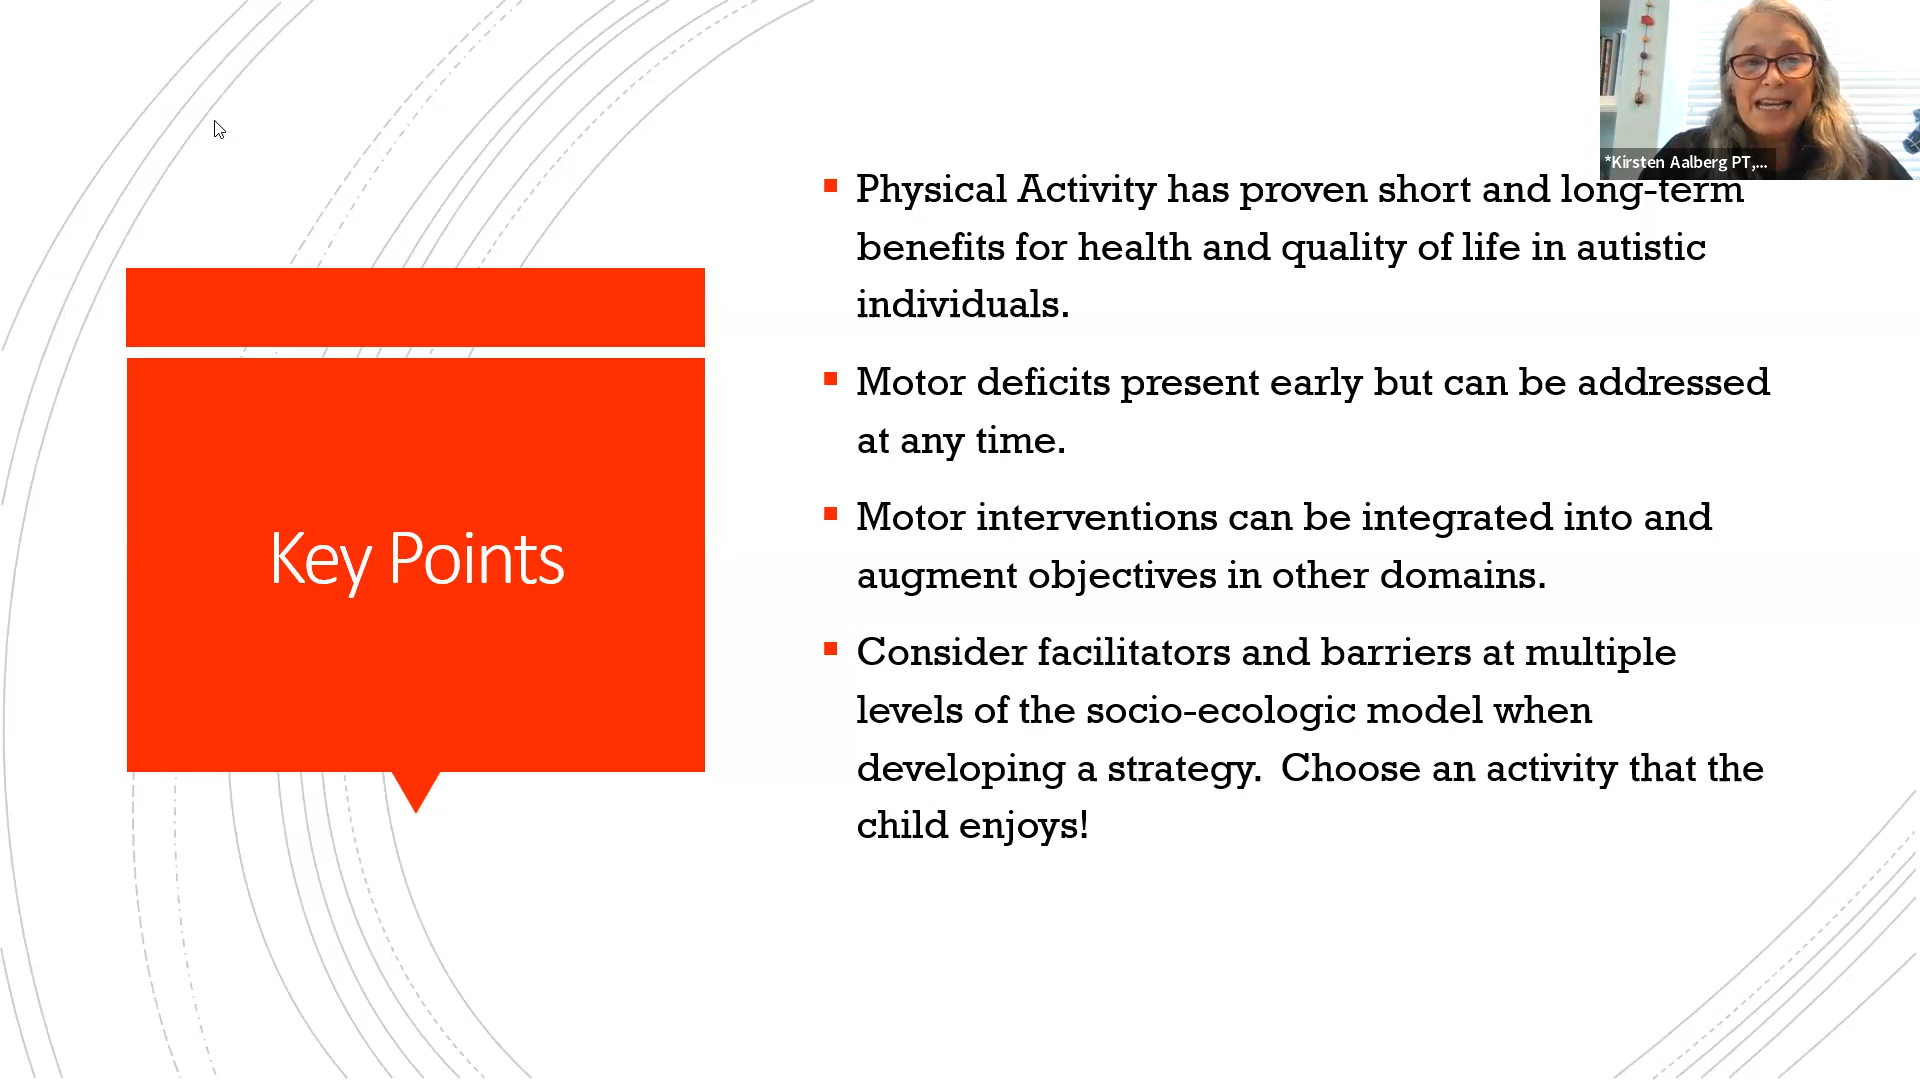 *Kirsten Aalberg PT,...
Key Points
Physical Activity has proven short and long-term
benefits for health and quality of life in autistic
individuals.
Motor deficits present early but can be addressed
at any time.
Motor interventions can be integrated into and
augment objectives in other domains.
Consider facilitators and barriers at multiple
levels of the socio-ecologic model when
developing a strategy.  Choose an activity that the
child enjoys!